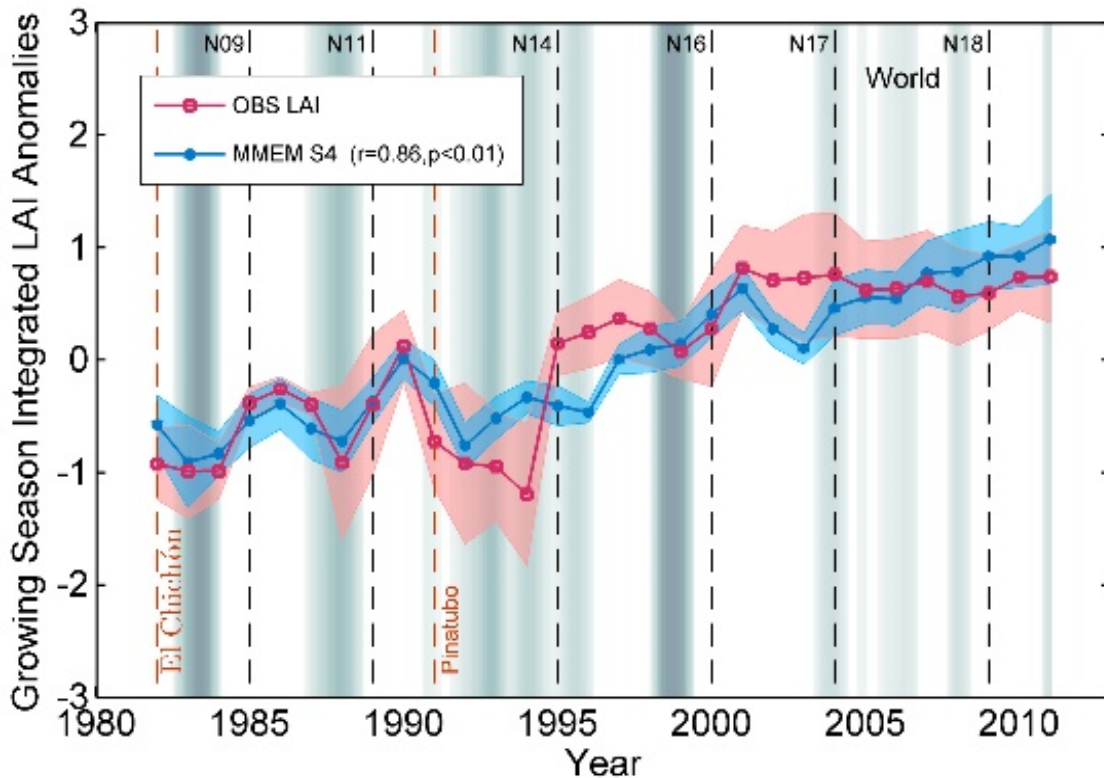 Growing Season Integrated LAI Anomalies
3
2
1
0
-1
-2
-3
N09
N11
N14
N16
N17
N18
World
OBS LAI
MMEM S4 (r=0.86,p<0.01)
El Chichón
Pinatubo
1980
1985
1990
1995
2000
2005
2010
Year